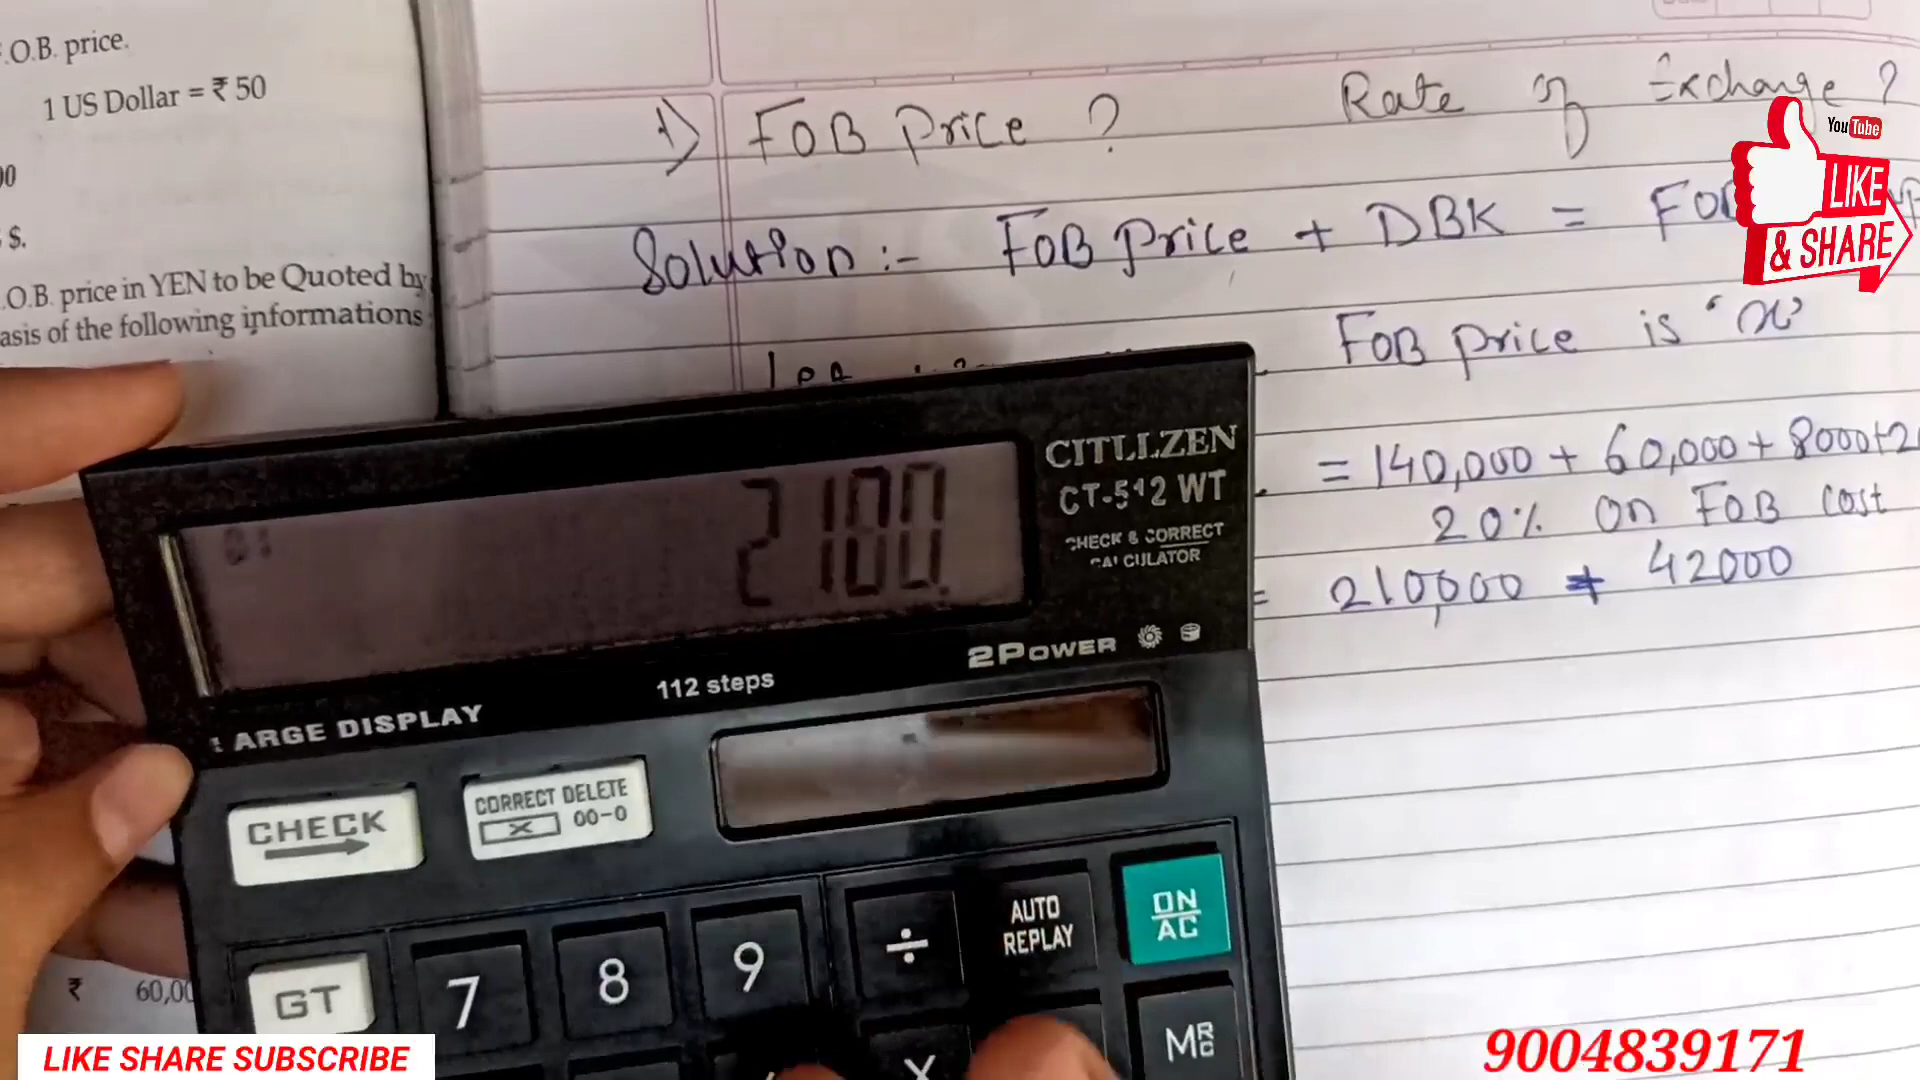 .O.B. price.
1 US Dollar = ₹ 50
00
$.
.O.B. price in YEN to be Quoted by
asis of the following informations
₹ 60,00
1) FOB Price ?
Rate of Exchange ?
Solution :- FOB Price + DBK = FOB
FOB price is 'x'
= 140,000 + 60,000 + 8000+2
20% on FOB cost
= 210,000 + 42000
YouTube
LIKE
& SHARE
2100.
CITLLZEN
CT-512 WT
CHECK & CORRECT
CALCULATOR
2POWER
112 steps
LARGE DISPLAY
CHECK
CORRECT DELETE
X 00-0
GT 7 8 9 ÷
AUTO
REPLAY
ON
AC
X
MRC
LIKE SHARE SUBSCRIBE
9004839171